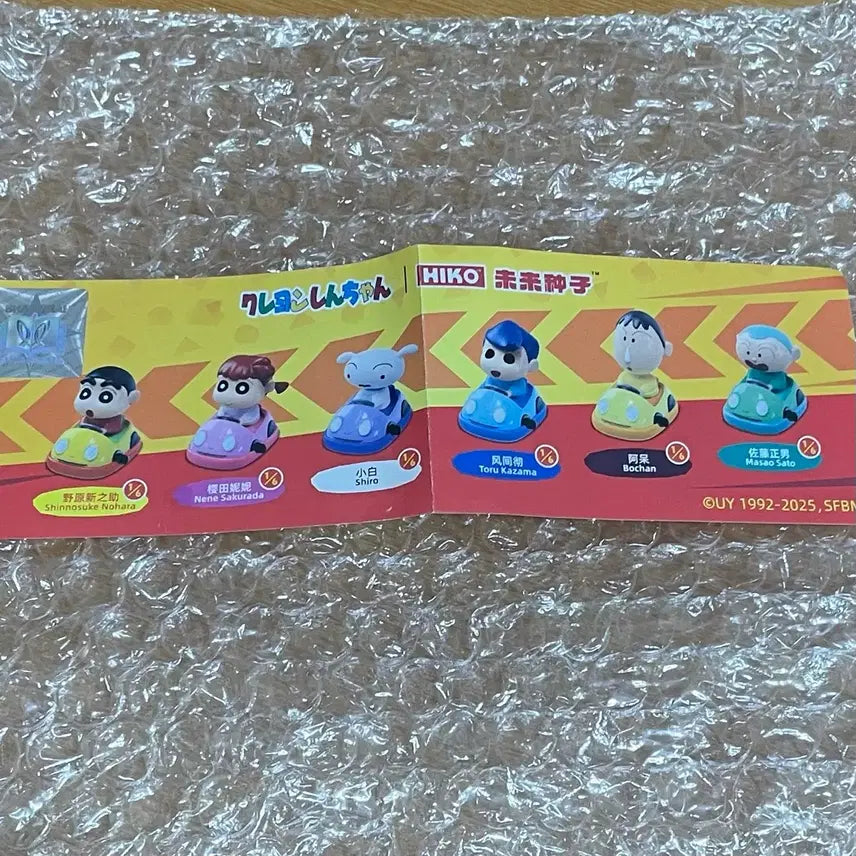 クレヨンしんちゃん
HIKO 未来种子™
野原新之助 1/6
Shinnosuke Nohara
樱田妮妮 1/6
Nene Sakurada
小白 1/6
Shiro
风间彻 1/6
Toru Kazama
阿呆 1/6
Bochan
佐藤正男 1/6
Masao Sato
©UY 1992-2025, SFBM